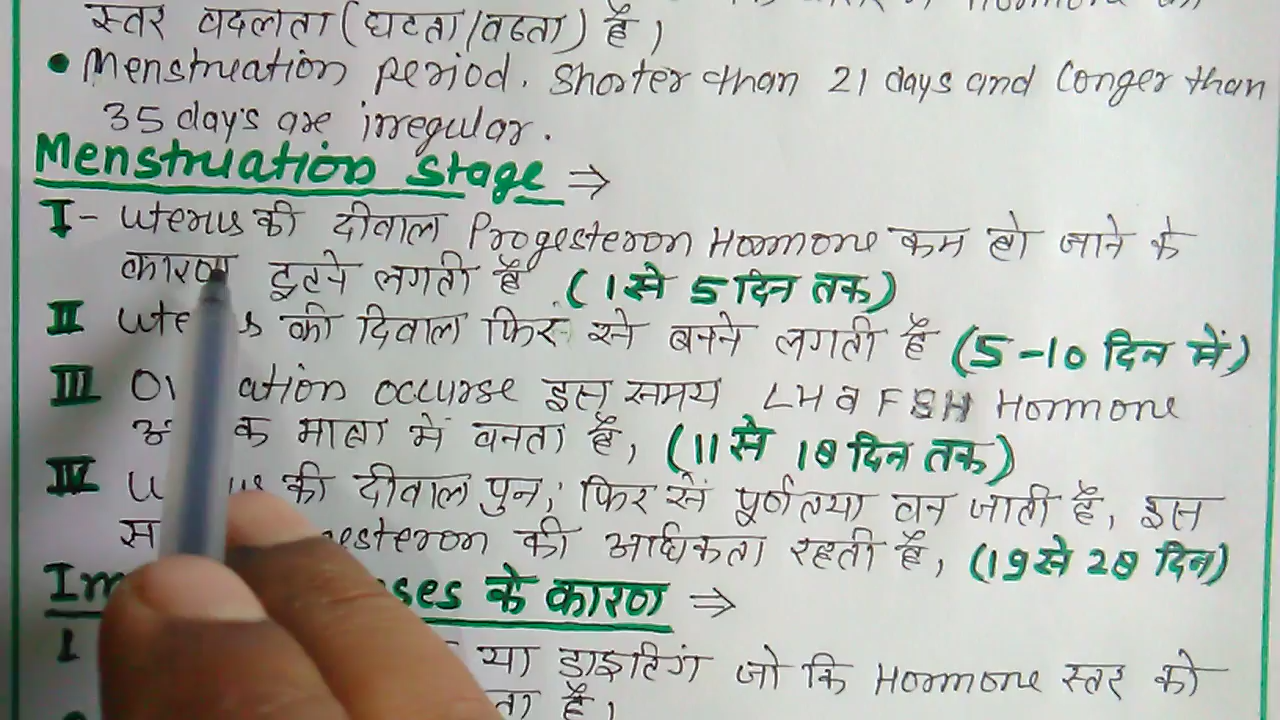 Hormone
स्तर बदलता (घटता/बढता) है।
• Menstruation period. Shorter than 21 days and Longer than
35 days are irregular.
Menstruation stage ⇒
I- Uterus की दीवाल Progesteron Hormone कम हो जाने के
कारण टुटने लगती है (1 से 5 दिन तक)
II की दिवाल फिर से बनने लगती है (5-10 दिन में)
III occurse इस समय LH व FSH Hormone
मात्रा में बनता है, (11 से 18 दिन तक)
IV की दीवाल पुन; फिर सें पूर्णतया बन जाती है, इस
की अधिकता रहती है, (19 से 28 दिन)
के कारण ⇒
I या डाइटिंग जो कि Hormone स्तर को
है।